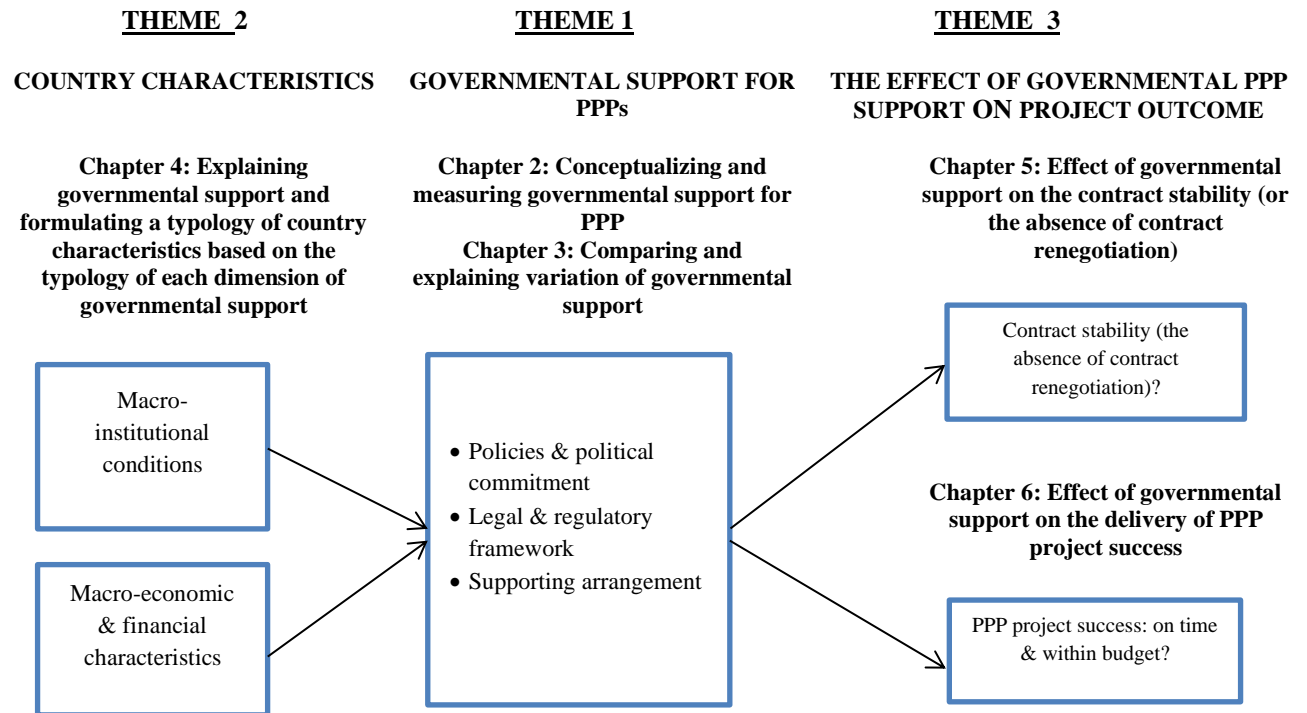 THEME 2
COUNTRY CHARACTERISTICS
Chapter 4: Explaining
governmental support and
formulating a typology of country
characteristics based on the
typology of each dimension of
governmental support
Macro-
institutional
conditions
Macro-economic
& financial
characteristics
THEME 1
GOVERNMENTAL SUPPORT FOR
PPPs
Chapter 2: Conceptualizing and
measuring governmental support for
PPP
Chapter 3: Comparing and
explaining variation of governmental
support
• Policies & political
commitment
• Legal & regulatory
framework
• Supporting arrangement
THEME 3
THE EFFECT OF GOVERNMENTAL PPP
SUPPORT ON PROJECT OUTCOME
Chapter 5: Effect of governmental
support on the contract stability (or
the absence of contract
renegotiation)
Contract stability (the
absence of contract
renegotiation)?
Chapter 6: Effect of governmental
support on the delivery of PPP
project success
PPP project success: on time
& within budget?